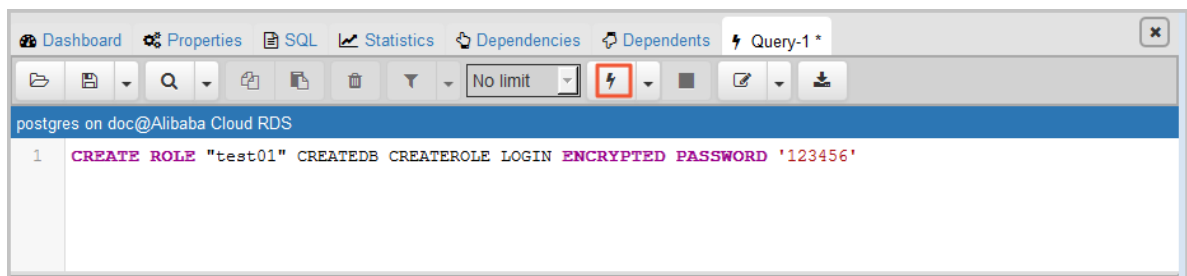 Dashboard Properties SQL Statistics Dependencies Dependents Query-1 *
No limit
postgres on doc@Alibaba Cloud RDS
1 CREATE ROLE "test01" CREATEDB CREATEROLE LOGIN ENCRYPTED PASSWORD '123456'